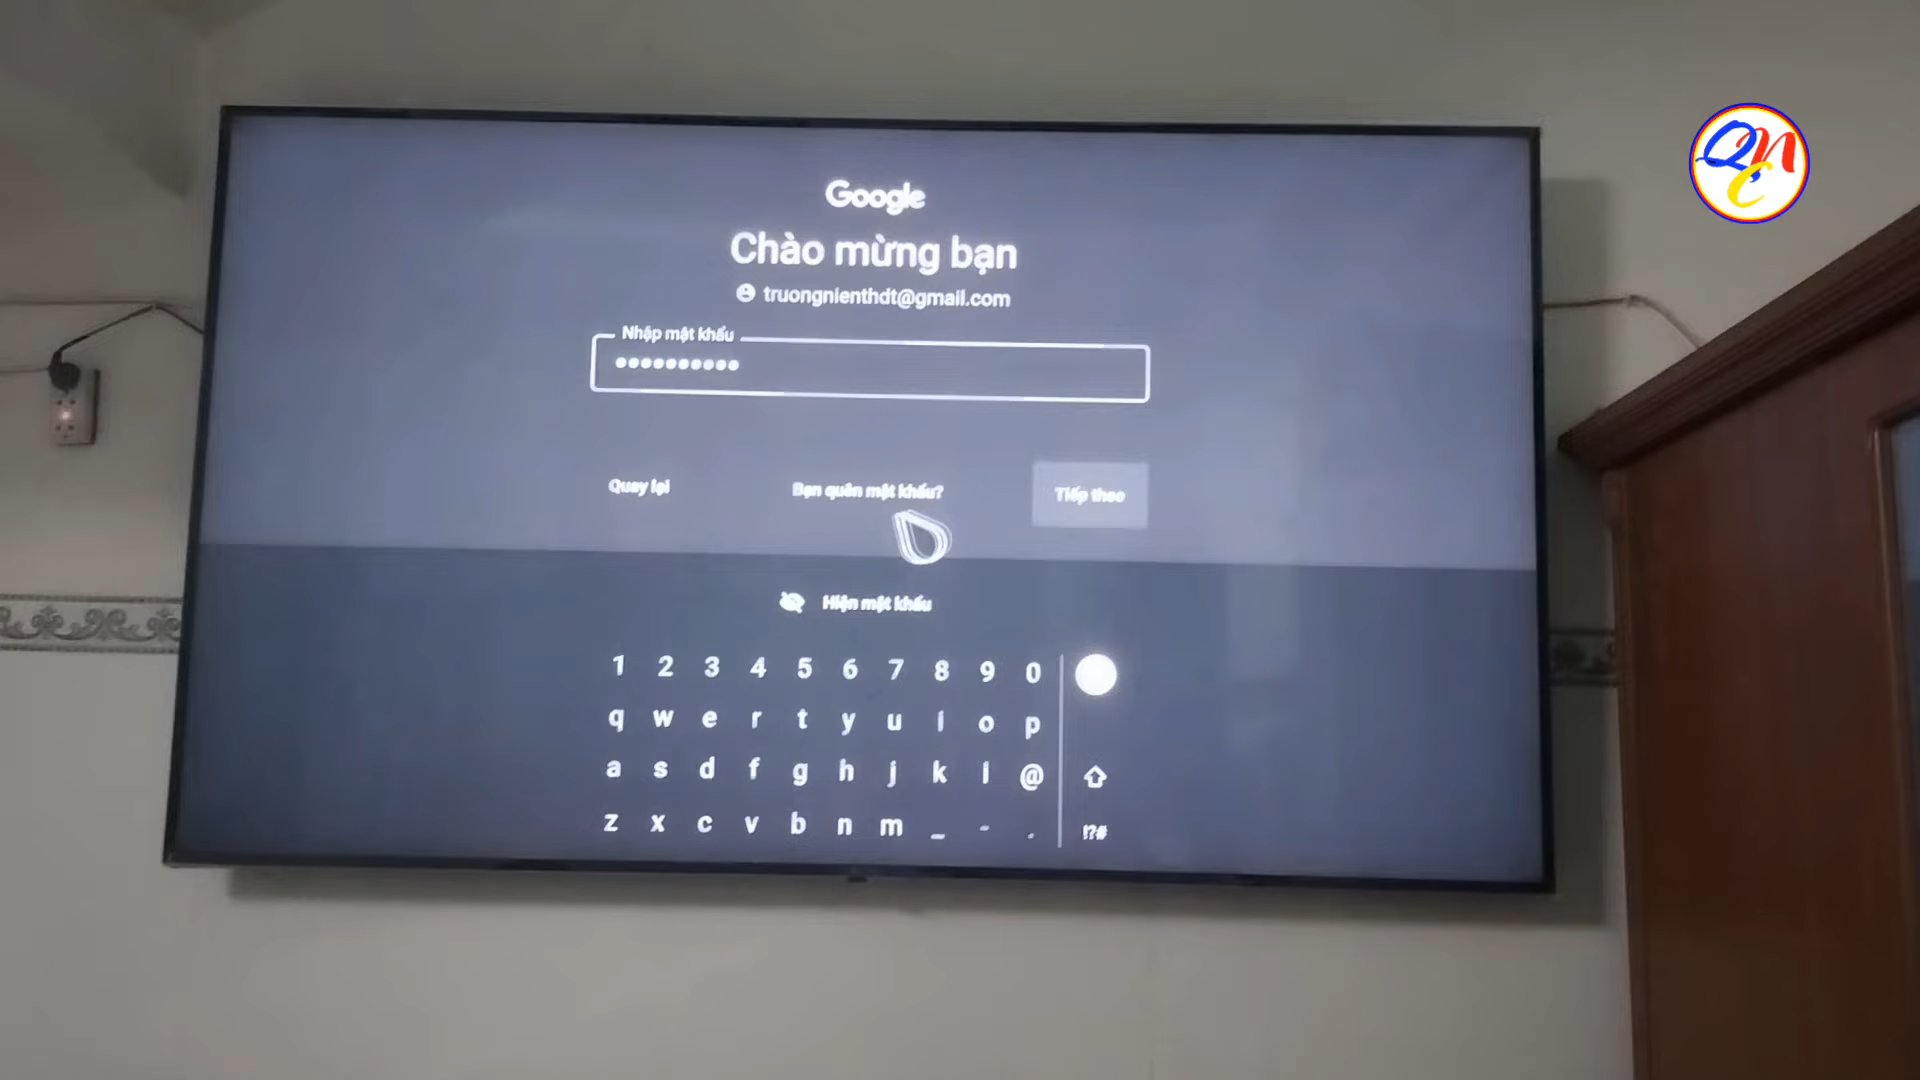 Google
Chào mừng bạn
truongnienthdt@gmail.com
Nhập mật khẩu
••••••••••
Quay lại
Bạn quên mật khẩu?
Tiếp theo
Hiện mật khẩu
1 2 3 4 5 6 7 8 9 0
q w e r t y u i o p
a s d f g h j k l @
z x c v b n m _ - . !?#
QNC